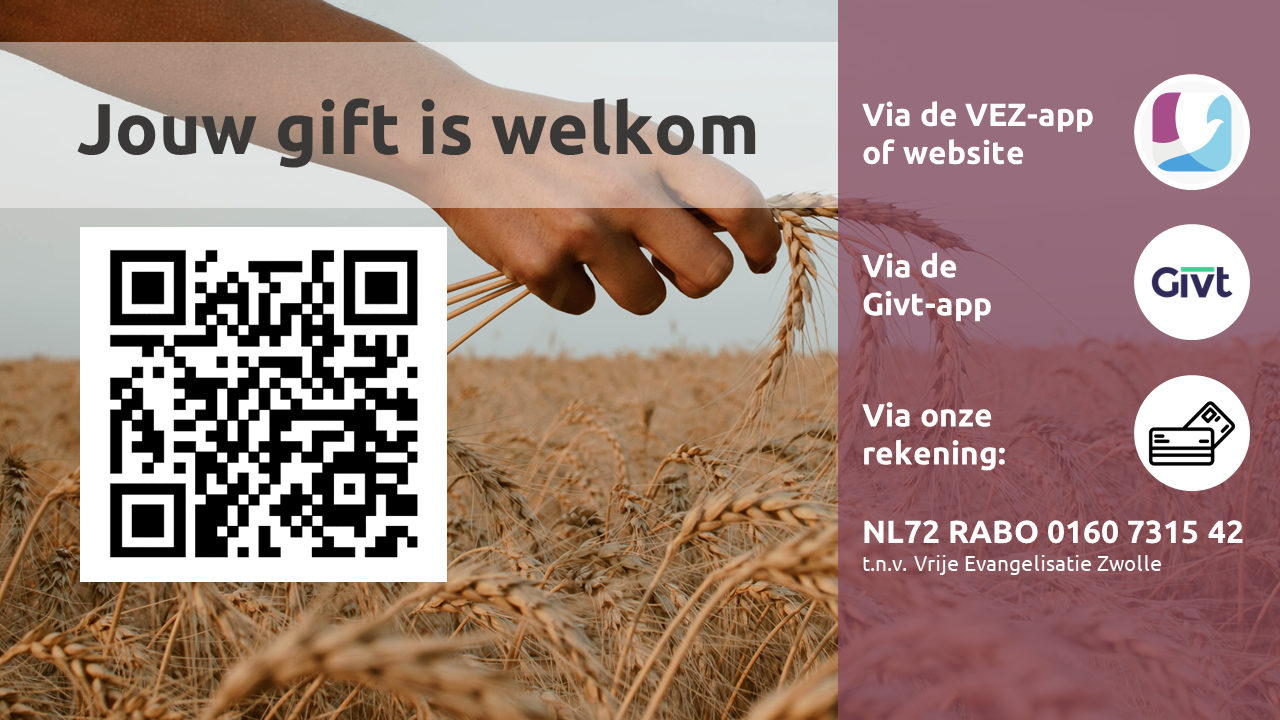 Jouw gift is welkom
Via de VEZ-app
of website
Via de
Givt-app
Givt
Via onze
rekening:
NL72 RABO 0160 7315 42
t.n.v. Vrije Evangelisatie Zwolle